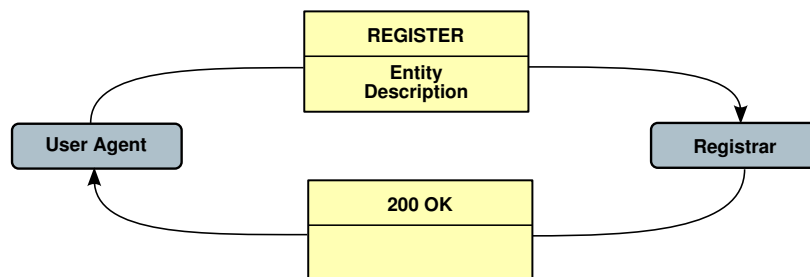 REGISTER
Entity
Description
User Agent
Registrar
200 OK